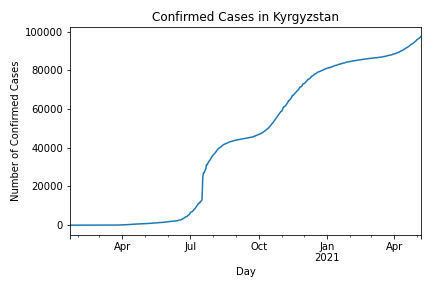 Confirmed Cases in Kyrgyzstan
Number of Confirmed Cases
100000
80000
60000
40000
20000
0
Apr
Jul
Oct
Jan
2021
Apr
Day